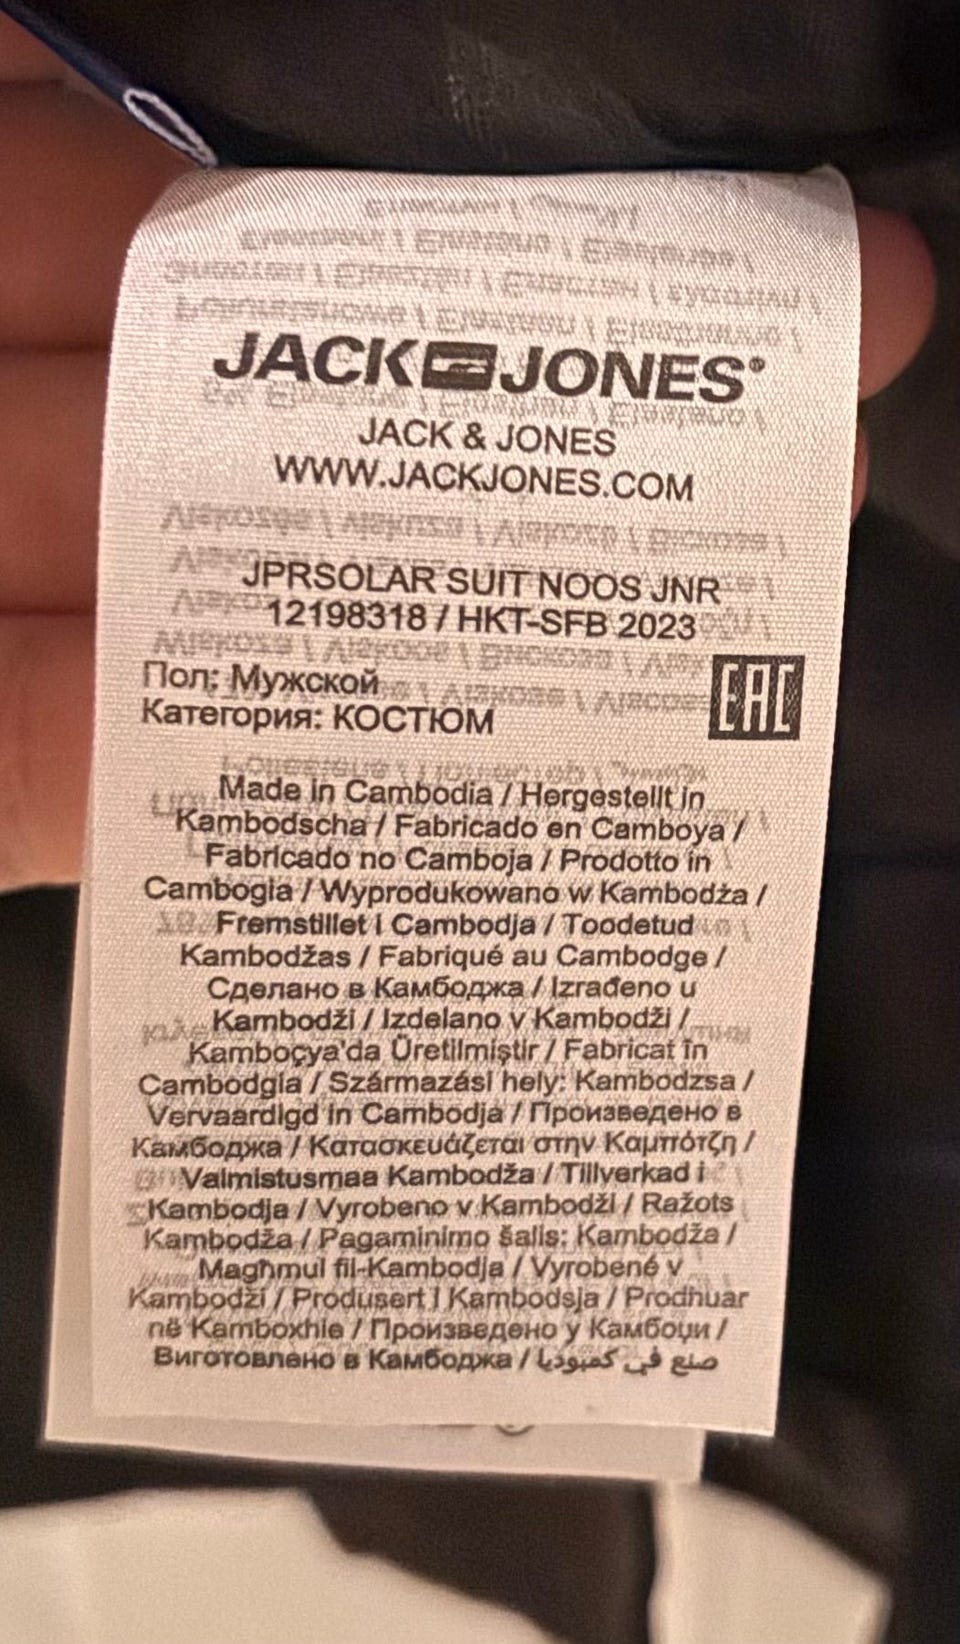 JACK JONES®
JACK & JONES
WWW.JACKJONES.COM
JPRSOLAR SUIT NOOS JNR
12198318 / HKT-SFB 2023
Пол: Мужской
EAC
Категория: КОСТЮМ
Made in Cambodia / Hergestellt in
Kambodscha / Fabricado en Camboya /
Fabricado no Camboja / Prodotto in
Cambogia / Wyprodukowano w Kambodża /
Fremstillet i Cambodja / Toodetud
Kambodžas / Fabriqué au Cambodge /
Сделано в Камбоджа / Izrađeno u
Kambodži / Izdelano v Kambodži /
Kamboçya'da Üretilmiştir / Fabricat în
Cambodgia / Származási hely: Kambodzsa /
Vervaardigd in Cambodja / Произведено в
Камбоджа / Κατασκευάζεται στην Καμπότζη /
Valmistusmaa Kambodža / Tillverkad i
Kambodja / Vyrobeno v Kambodži / Ražots
Kambodža / Pagaminimo šalis: Kambodža /
Magħmul fil-Kambodja / Vyrobené v
Kambodži / Produsert i Kambodsja / Prodhuar
në Kamboxhie / Произведено у Камбоџи /
Виготовлено в Камбоджа / صنع في كمبوديا